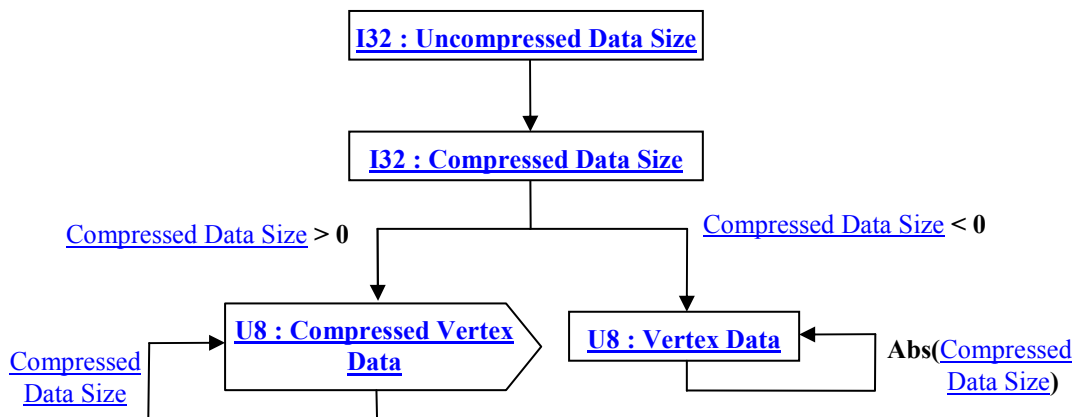 I32 : Uncompressed Data Size
I32 : Compressed Data Size
Compressed Data Size > 0
Compressed Data Size < 0
U8 : Compressed Vertex
Data
U8 : Vertex Data
Compressed
Data Size
Abs(Compressed
Data Size)